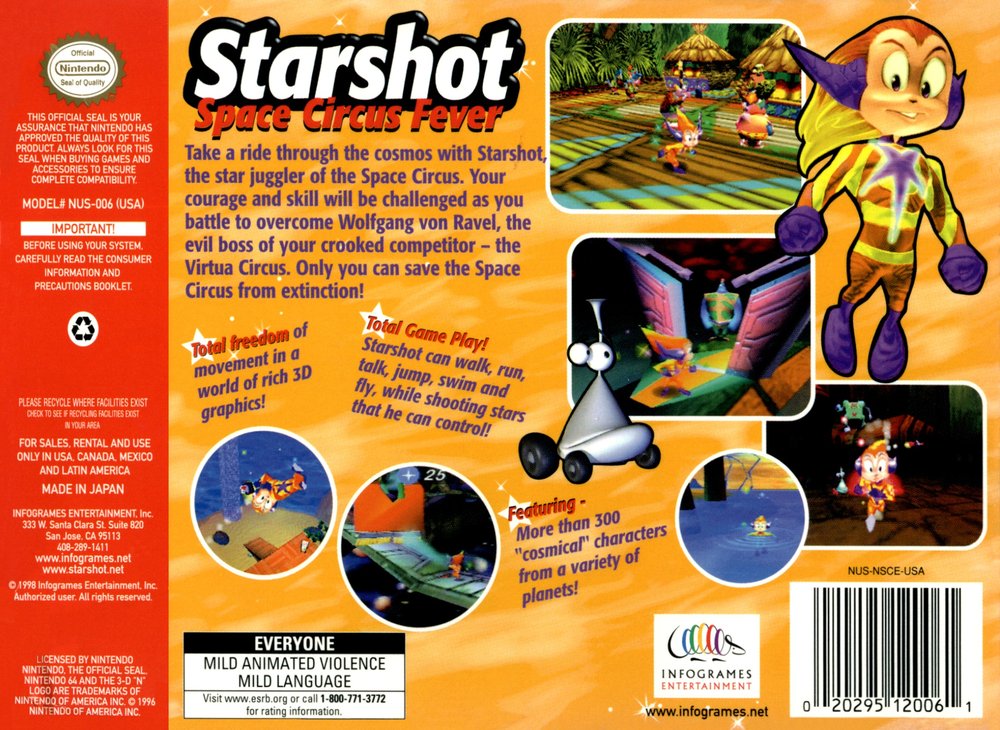 Official
Nintendo
Seal of Quality
THIS OFFICIAL SEAL IS YOUR
ASSURANCE THAT NINTENDO HAS
APPROVED THE QUALITY OF THIS
PRODUCT. ALWAYS LOOK FOR THIS
SEAL WHEN BUYING GAMES AND
ACCESSORIES TO ENSURE
COMPLETE COMPATIBILITY.
MODEL# NUS-006 (USA)
IMPORTANT!
BEFORE USING YOUR SYSTEM,
CAREFULLY READ THE CONSUMER
INFORMATION AND
PRECAUTIONS BOOKLET.
PLEASE RECYCLE WHERE FACILITIES EXIST
CHECK TO SEE IF RECYCLING FACILITIES EXIST
IN YOUR AREA
FOR SALES, RENTAL AND USE
ONLY IN USA, CANADA, MEXICO
AND LATIN AMERICA
MADE IN JAPAN
INFOGRAMES ENTERTAINMENT, Inc.
333 W. Santa Clara St. Suite 820
San Jose, CA 95113
408-289-1411
www.infogrames.net
www.starshot.net
© 1998 Infogrames Entertainment, Inc.
Authorized user. All rights reserved.
LICENSED BY NINTENDO
NINTENDO, THE OFFICIAL SEAL,
NINTENDO 64 AND THE 3-D "N"
LOGO ARE TRADEMARKS OF
NINTENDO OF AMERICA INC. © 1996
NINTENDO OF AMERICA INC.
Starshot
Space Circus Fever
Take a ride through the cosmos with Starshot,
the star juggler of the Space Circus. Your
courage and skill will be challenged as you
battle to overcome Wolfgang von Ravel, the
evil boss of your crooked competitor – the
Virtua Circus. Only you can save the Space
Circus from extinction!
Total freedom of
movement in a
world of rich 3D
graphics!
Total Game Play!
Starshot can walk, run,
talk, jump, swim and
fly, while shooting stars
that he can control!
25
Featuring -
More than 300
"cosmical" characters
from a variety of
planets!
EVERYONE
MILD ANIMATED VIOLENCE
MILD LANGUAGE
Visit www.esrb.org or call 1-800-771-3772
for rating information.
INFOGRAMES
ENTERTAINMENT
www.infogrames.net
NUS-NSCE-USA
0 20295 12006 1